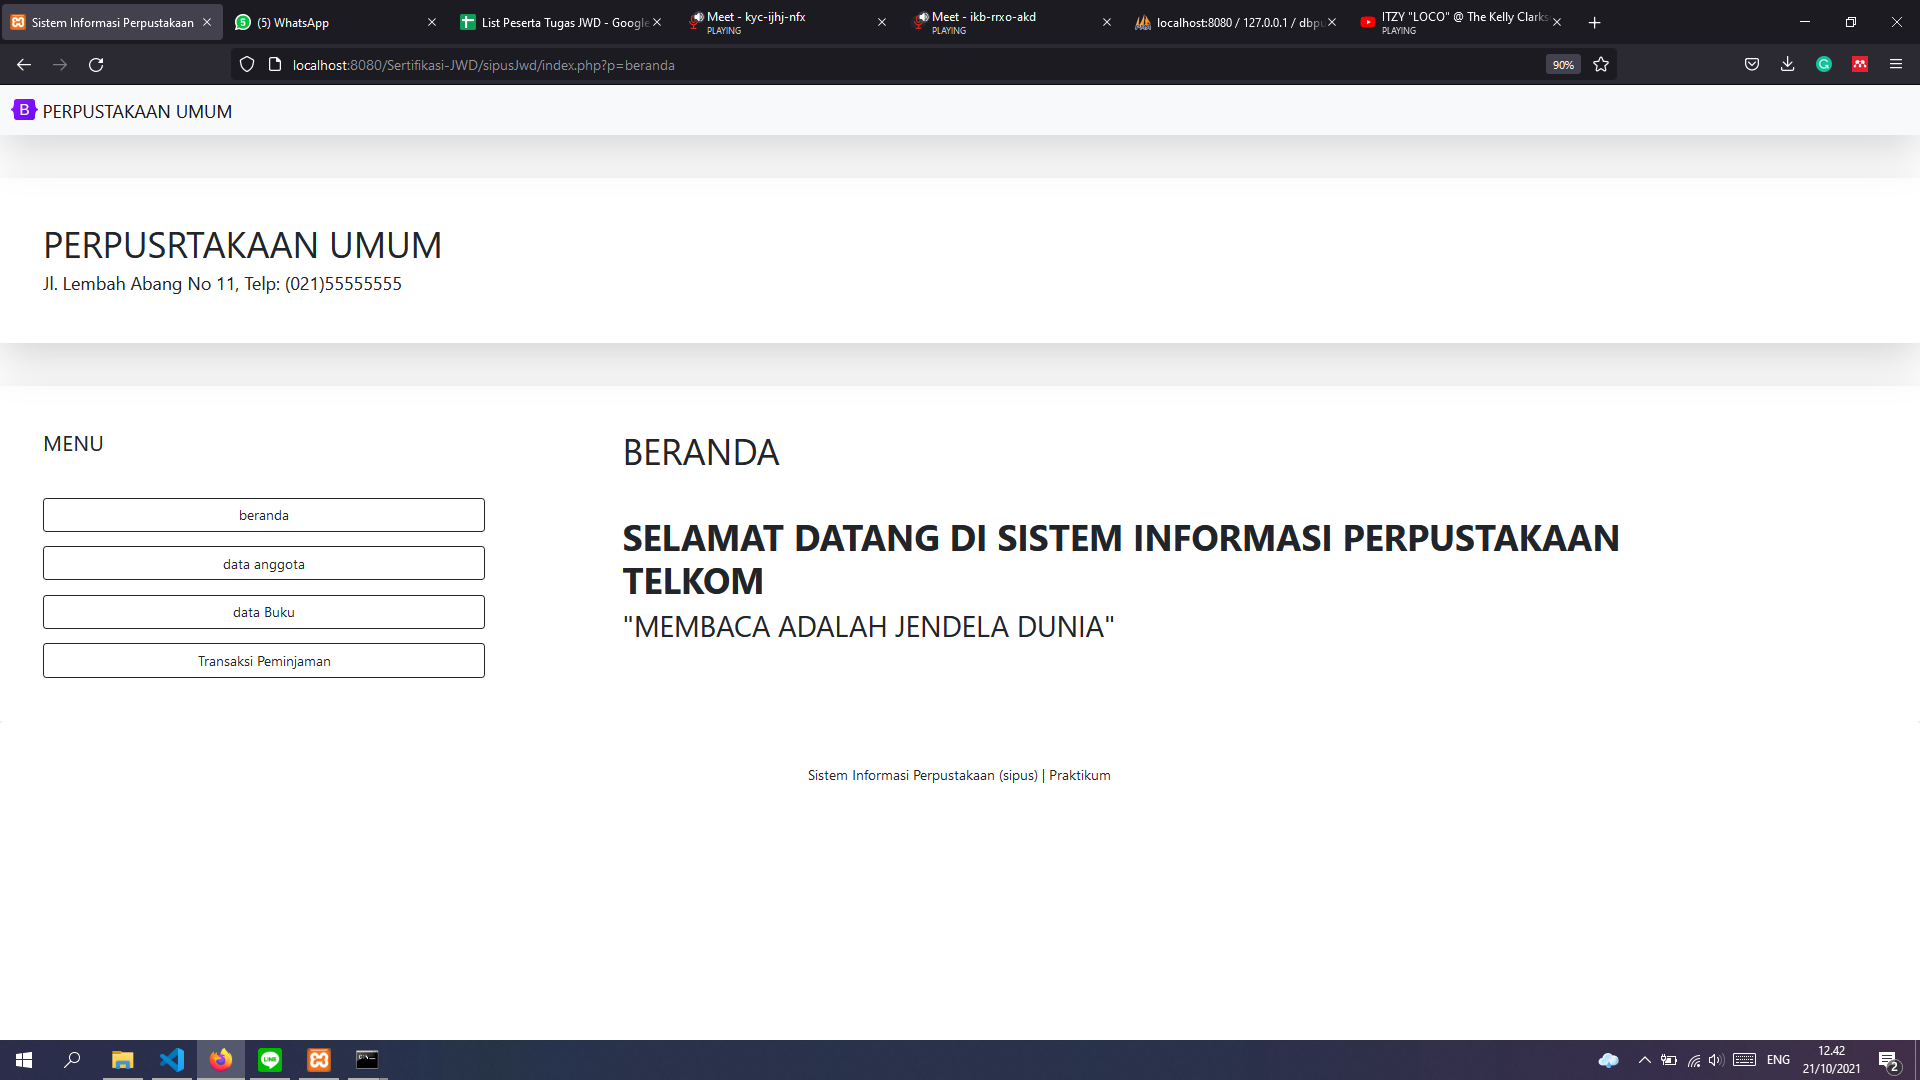 Sistem Informasi Perpustakaan
(5) WhatsApp
List Peserta Tugas JWD - Google
Meet - kyc-ijhj-nfx
PLAYING
Meet - ikb-rrxo-akd
PLAYING
localhost:8080 / 127.0.0.1 / dbpu
ITZY "LOCO" @ The Kelly Clarks
PLAYING
localhost:8080/Sertifikasi-JWD/sipusJwd/index.php?p=beranda
90%
B PERPUSTAKAAN UMUM
PERPUSRTAKAAN UMUM
Jl. Lembah Abang No 11, Telp: (021)55555555
MENU
beranda
data anggota
data Buku
Transaksi Peminjaman
BERANDA
SELAMAT DATANG DI SISTEM INFORMASI PERPUSTAKAAN
TELKOM
"MEMBACA ADALAH JENDELA DUNIA"
Sistem Informasi Perpustakaan (sipus) | Praktikum
LINE
ENG
12.42
21/10/2021
2